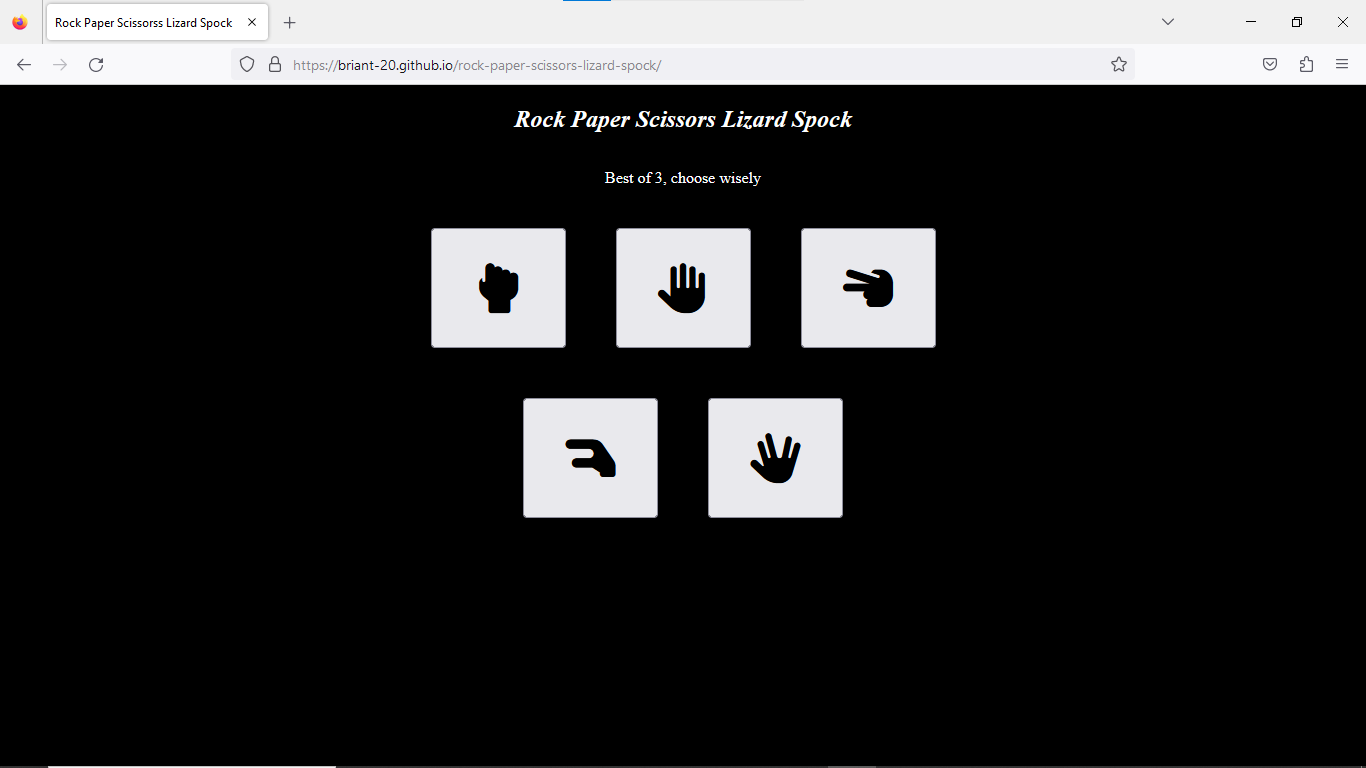 Rock Paper Scissorss Lizard Spock
https://briant-20.github.io/rock-paper-scissors-lizard-spock/
Rock Paper Scissors Lizard Spock
Best of 3, choose wisely